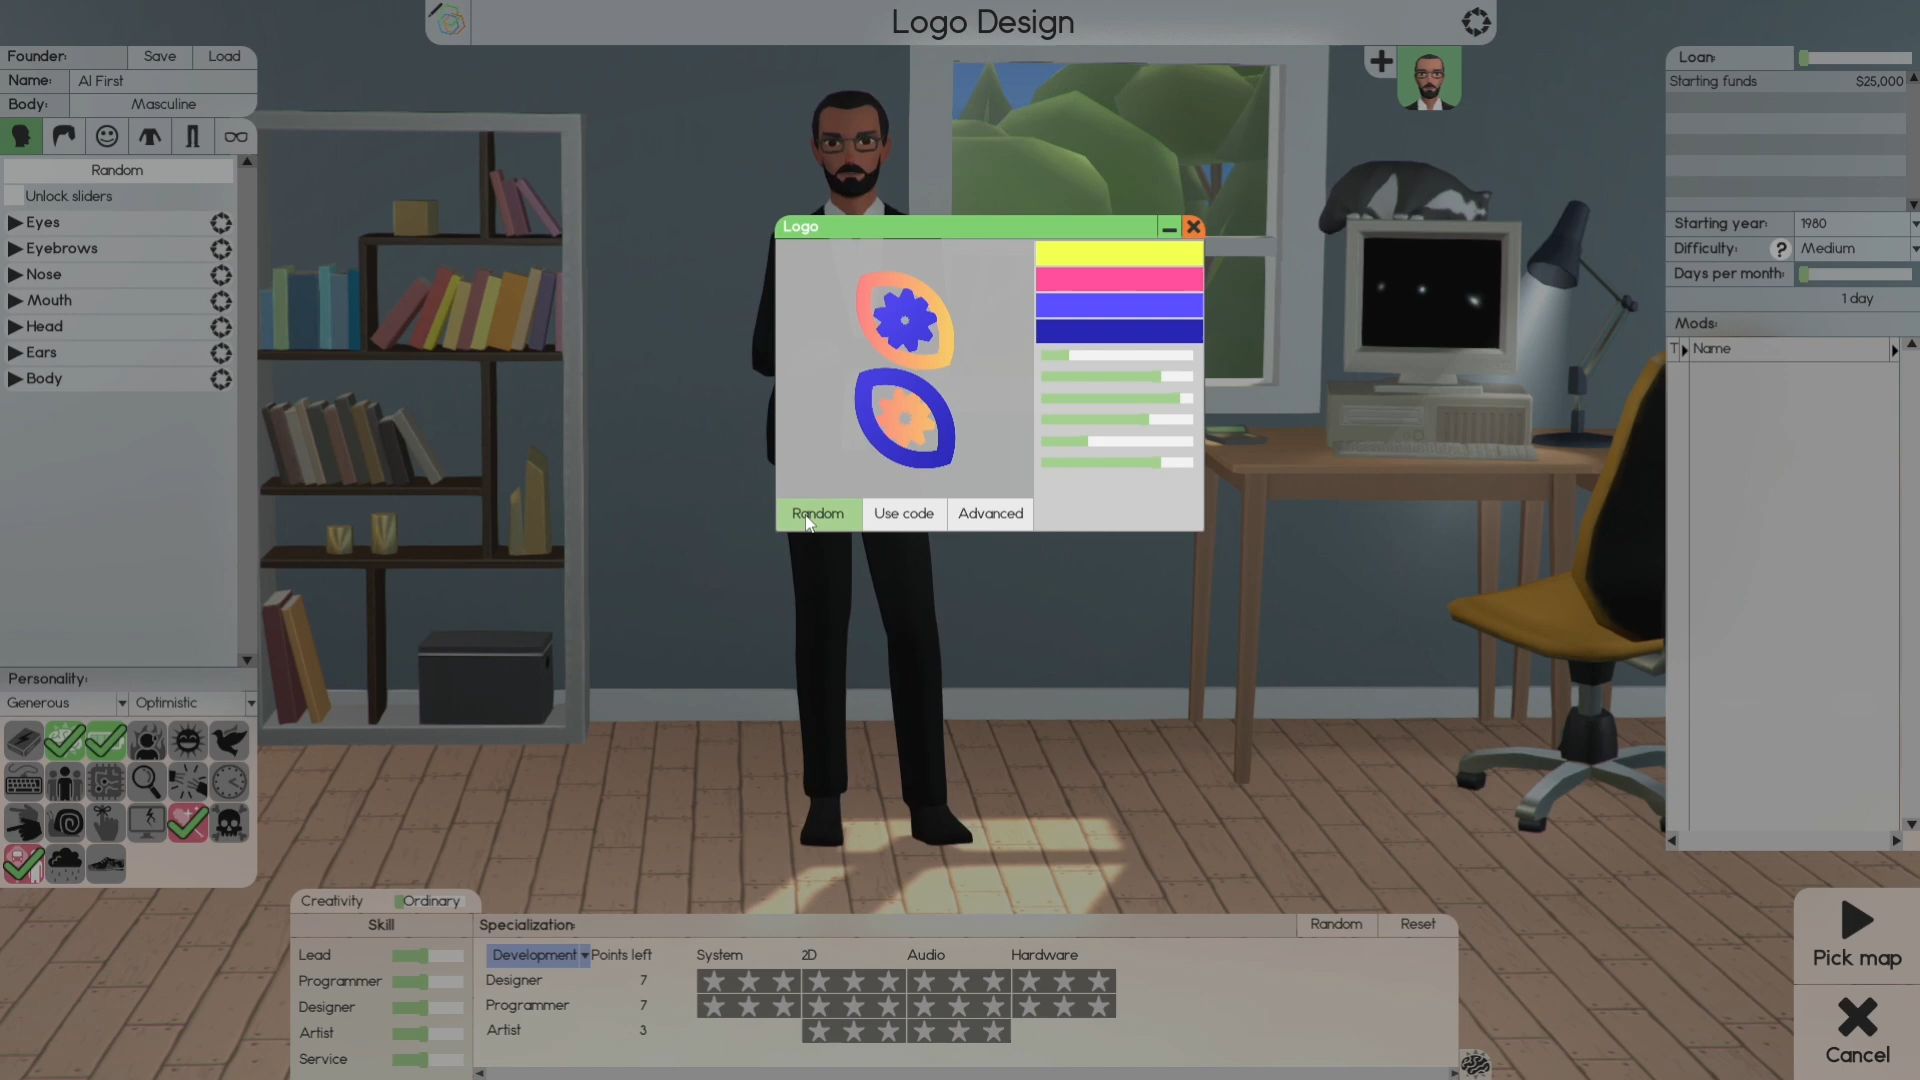 Logo Design
Founder:
Save
Load
Name:
AI First
Body:
Masculine
Random
Unlock sliders
Eyes
Eyebrows
Nose
Mouth
Head
Ears
Body
Personality:
Generous
Optimistic
Logo
Random
Use code
Advanced
Loan:
Starting funds
$25,000
Starting year:
1980
Difficulty:
?
Medium
Days per month:
1 day
Mods:
T
Name
Creativity
Ordinary
Skill
Lead
Programmer
Designer
Artist
Service
Specialization:
Random
Reset
Development
Points left
System
2D
Audio
Hardware
Designer
7
Programmer
7
Artist
3
Pick map
Cancel